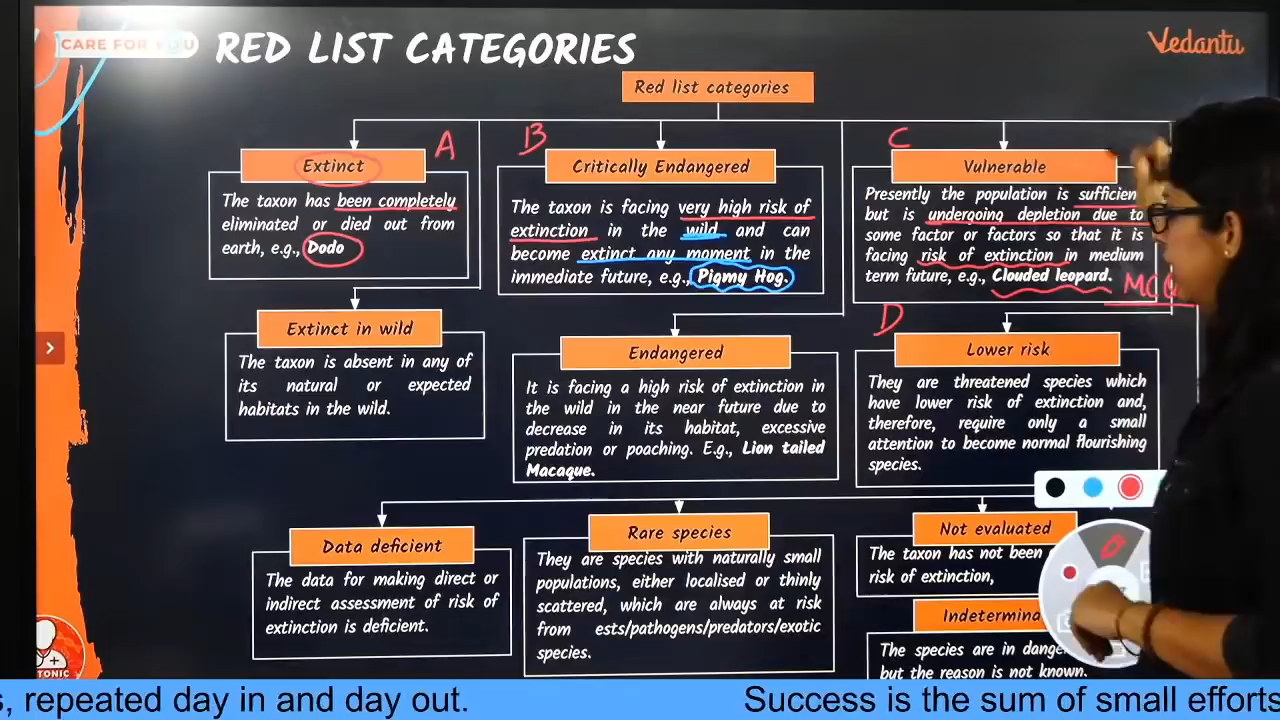 CARE FOR YOU
RED LIST CATEGORIES
Vedantu
Red list categories
A
Extinct
The taxon has been completely
eliminated or died out from
earth, e.g., Dodo
B
Critically Endangered
The taxon is facing very high risk of
extinction in the wild and can
become extinct any moment in the
immediate future, e.g., Pigmy Hog.
C
Vulnerable
Presently the population is sufficien
but is undergoing depletion due to
some factor or factors so that it is
facing risk of extinction in medium
term future, e.g., Clouded leopard.
MCQ
Extinct in wild
The taxon is absent in any of
its natural or expected
habitats in the wild.
Endangered
It is facing a high risk of extinction in
the wild in the near future due to
decrease in its habitat, excessive
predation or poaching. E.g., Lion tailed
Macaque.
D
Lower risk
They are threatened species which
have lower risk of extinction and,
therefore, require only a small
attention to become normal flourishing
species.
Data deficient
The data for making direct or
indirect assessment of risk of
extinction is deficient.
Rare species
They are species with naturally small
populations, either localised or thinly
scattered, which are always at risk
from ests/pathogens/predators/exotic
species.
Not evaluated
The taxon has not been
risk of extinction,
Indetermina
The species are in dange
but the reason is not known.
TONIC
s, repeated day in and day out.
Success is the sum of small efforts